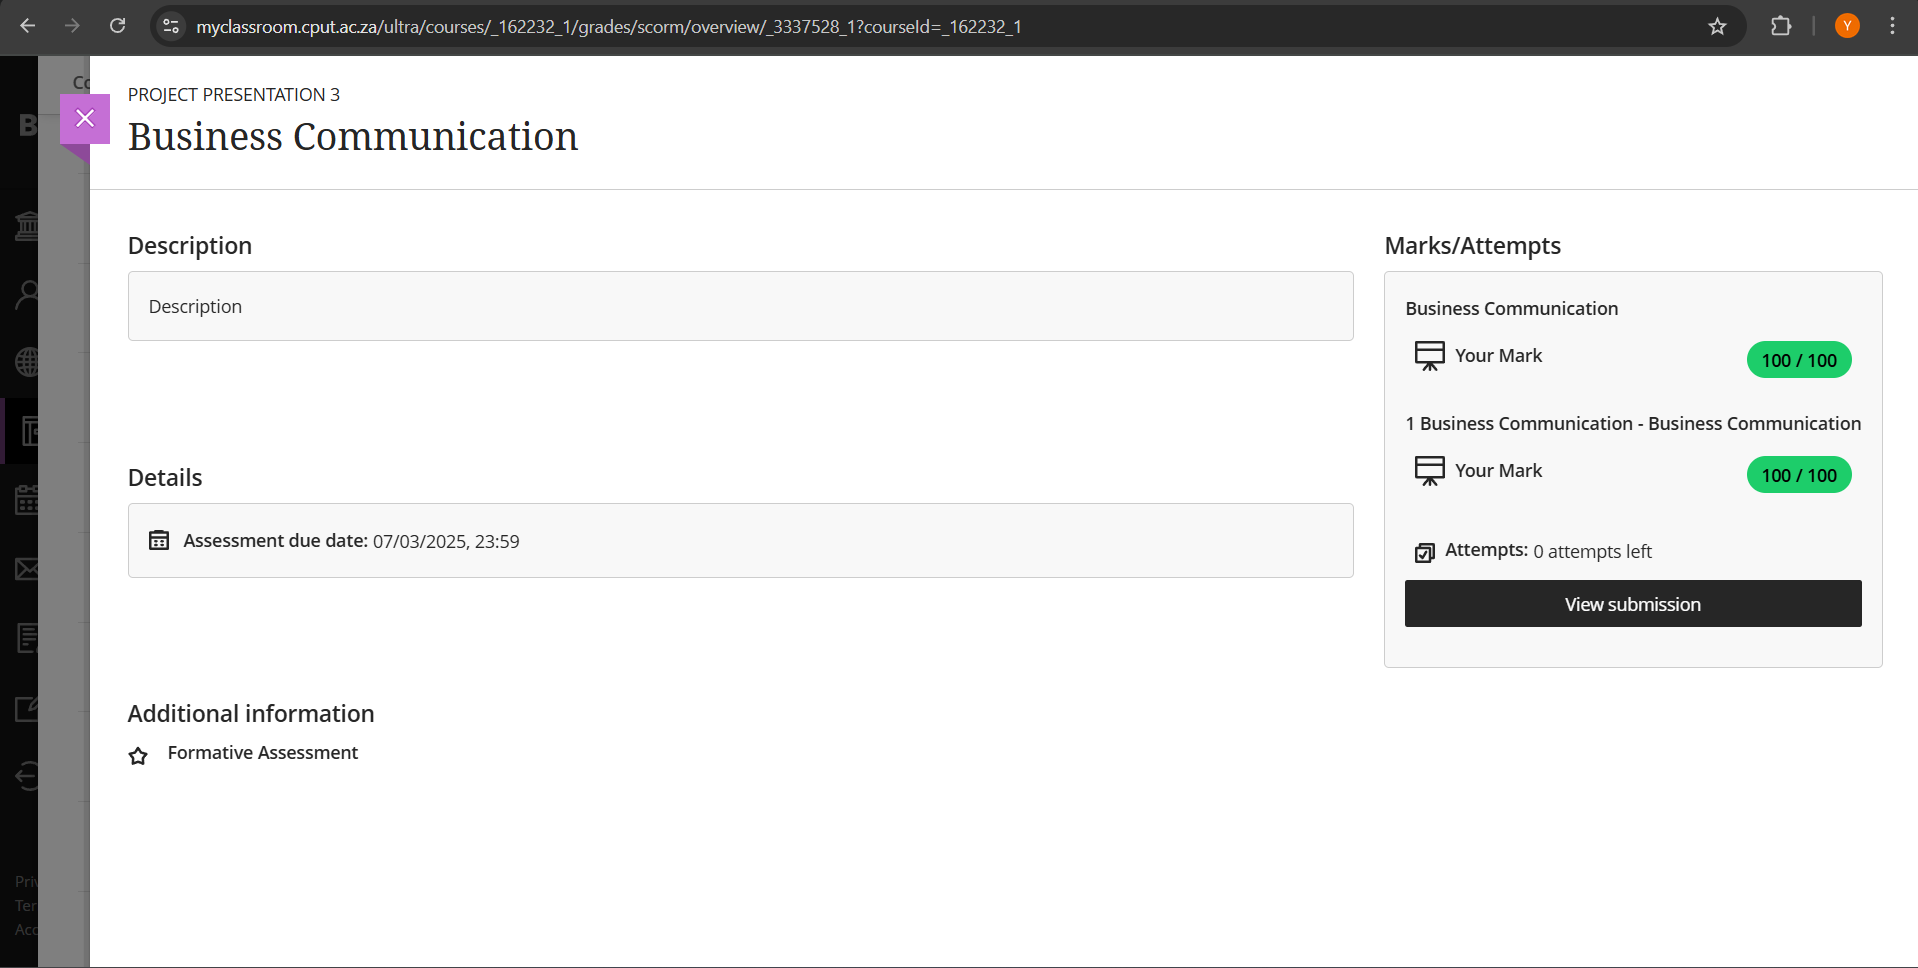 myclassroom.cput.ac.za/ultra/courses/_162232_1/grades/scorm/overview/_3337528_1?courseId=_162232_1
Y
Co
B
PROJECT PRESENTATION 3
Business Communication
Description
Description
Details
Assessment due date: 07/03/2025, 23:59
Additional information
Formative Assessment
Marks/Attempts
Business Communication
Your Mark 100 / 100
1 Business Communication - Business Communication
Your Mark 100 / 100
Attempts: 0 attempts left
View submission
Priv
Ter
Acc